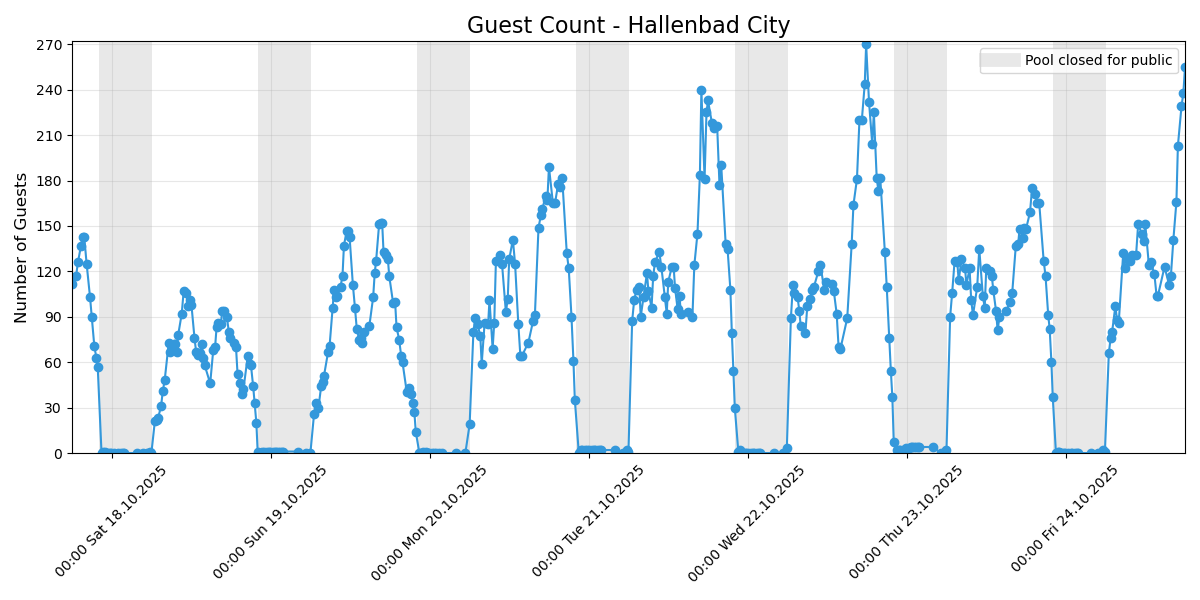 Guest Count - Hallenbad City
Pool closed for public
Number of Guests
270
240
210
180
150
120
90
60
30
0
00:00 Sat 18.10.2025
00:00 Sun 19.10.2025
00:00 Mon 20.10.2025
00:00 Tue 21.10.2025
00:00 Wed 22.10.2025
00:00 Thu 23.10.2025
00:00 Fri 24.10.2025